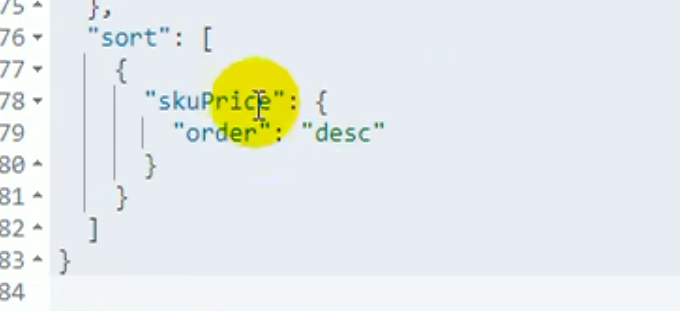 75 },
76 "sort": [
77 {
78 "skuPrice": {
79 "order": "desc"
80 }
81 }
82 ]
83 }
84